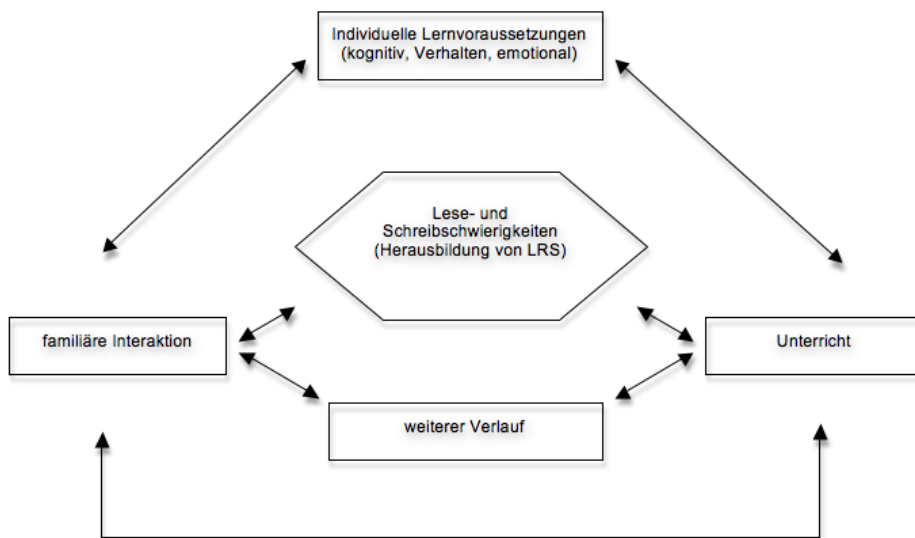 Individuelle Lernvoraussetzungen
(kognitiv, Verhalten, emotional)
Lese- und
Schreibschwierigkeiten
(Herausbildung von LRS)
familiäre Interaktion
Unterricht
weiterer Verlauf